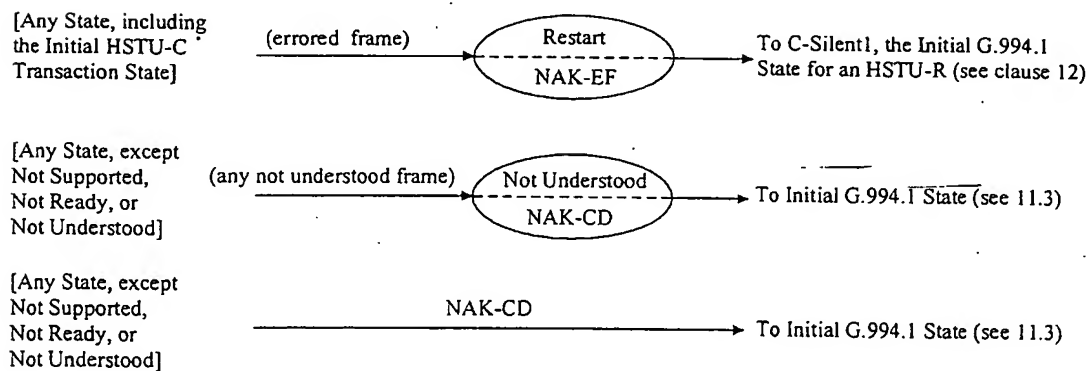 [Any State, including
the Initial HSTU-C
Transaction State]
(errored frame)
Restart
NAK-EF
To C-Silent1, the Initial G.994.1
State for an HSTU-R (see clause 12)
[Any State, except
Not Supported,
Not Ready, or
Not Understood]
(any not understood frame)
Not Understood
NAK-CD
To Initial G.994.1 State (see 11.3)
[Any State, except
Not Supported,
Not Ready, or
Not Understood]
NAK-CD
To Initial G.994.1 State (see 11.3)